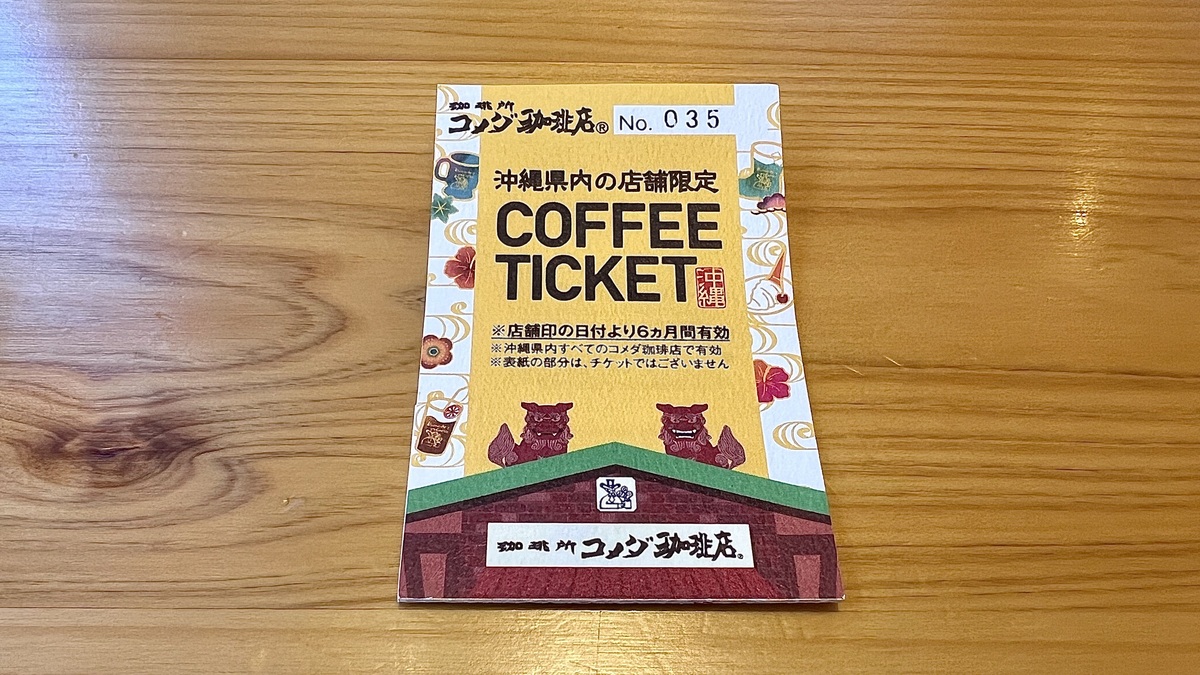 珈琲所
コメダ珈琲店®
No. 035
沖縄県内の店舗限定
COFFEE
TICKET
沖縄
※店舗印の日付より6ヵ月間有効
※沖縄県内すべてのコメダ珈琲店で有効
※表紙の部分は、チケットではございません
珈琲所 コメダ珈琲店®